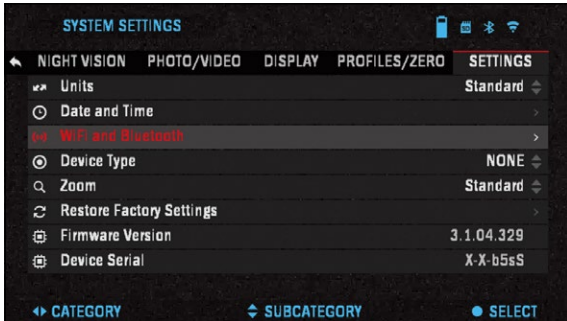 SYSTEM SETTINGS
NIGHT VISION PHOTO/VIDEO DISPLAY PROFILES/ZERO SETTINGS
Units Standard
Date and Time
WiFi and Bluetooth
Device Type NONE
Zoom Standard
Restore Factory Settings
Firmware Version 3.1.04.329
Device Serial X-X-b5sS
CATEGORY SUBCATEGORY SELECT